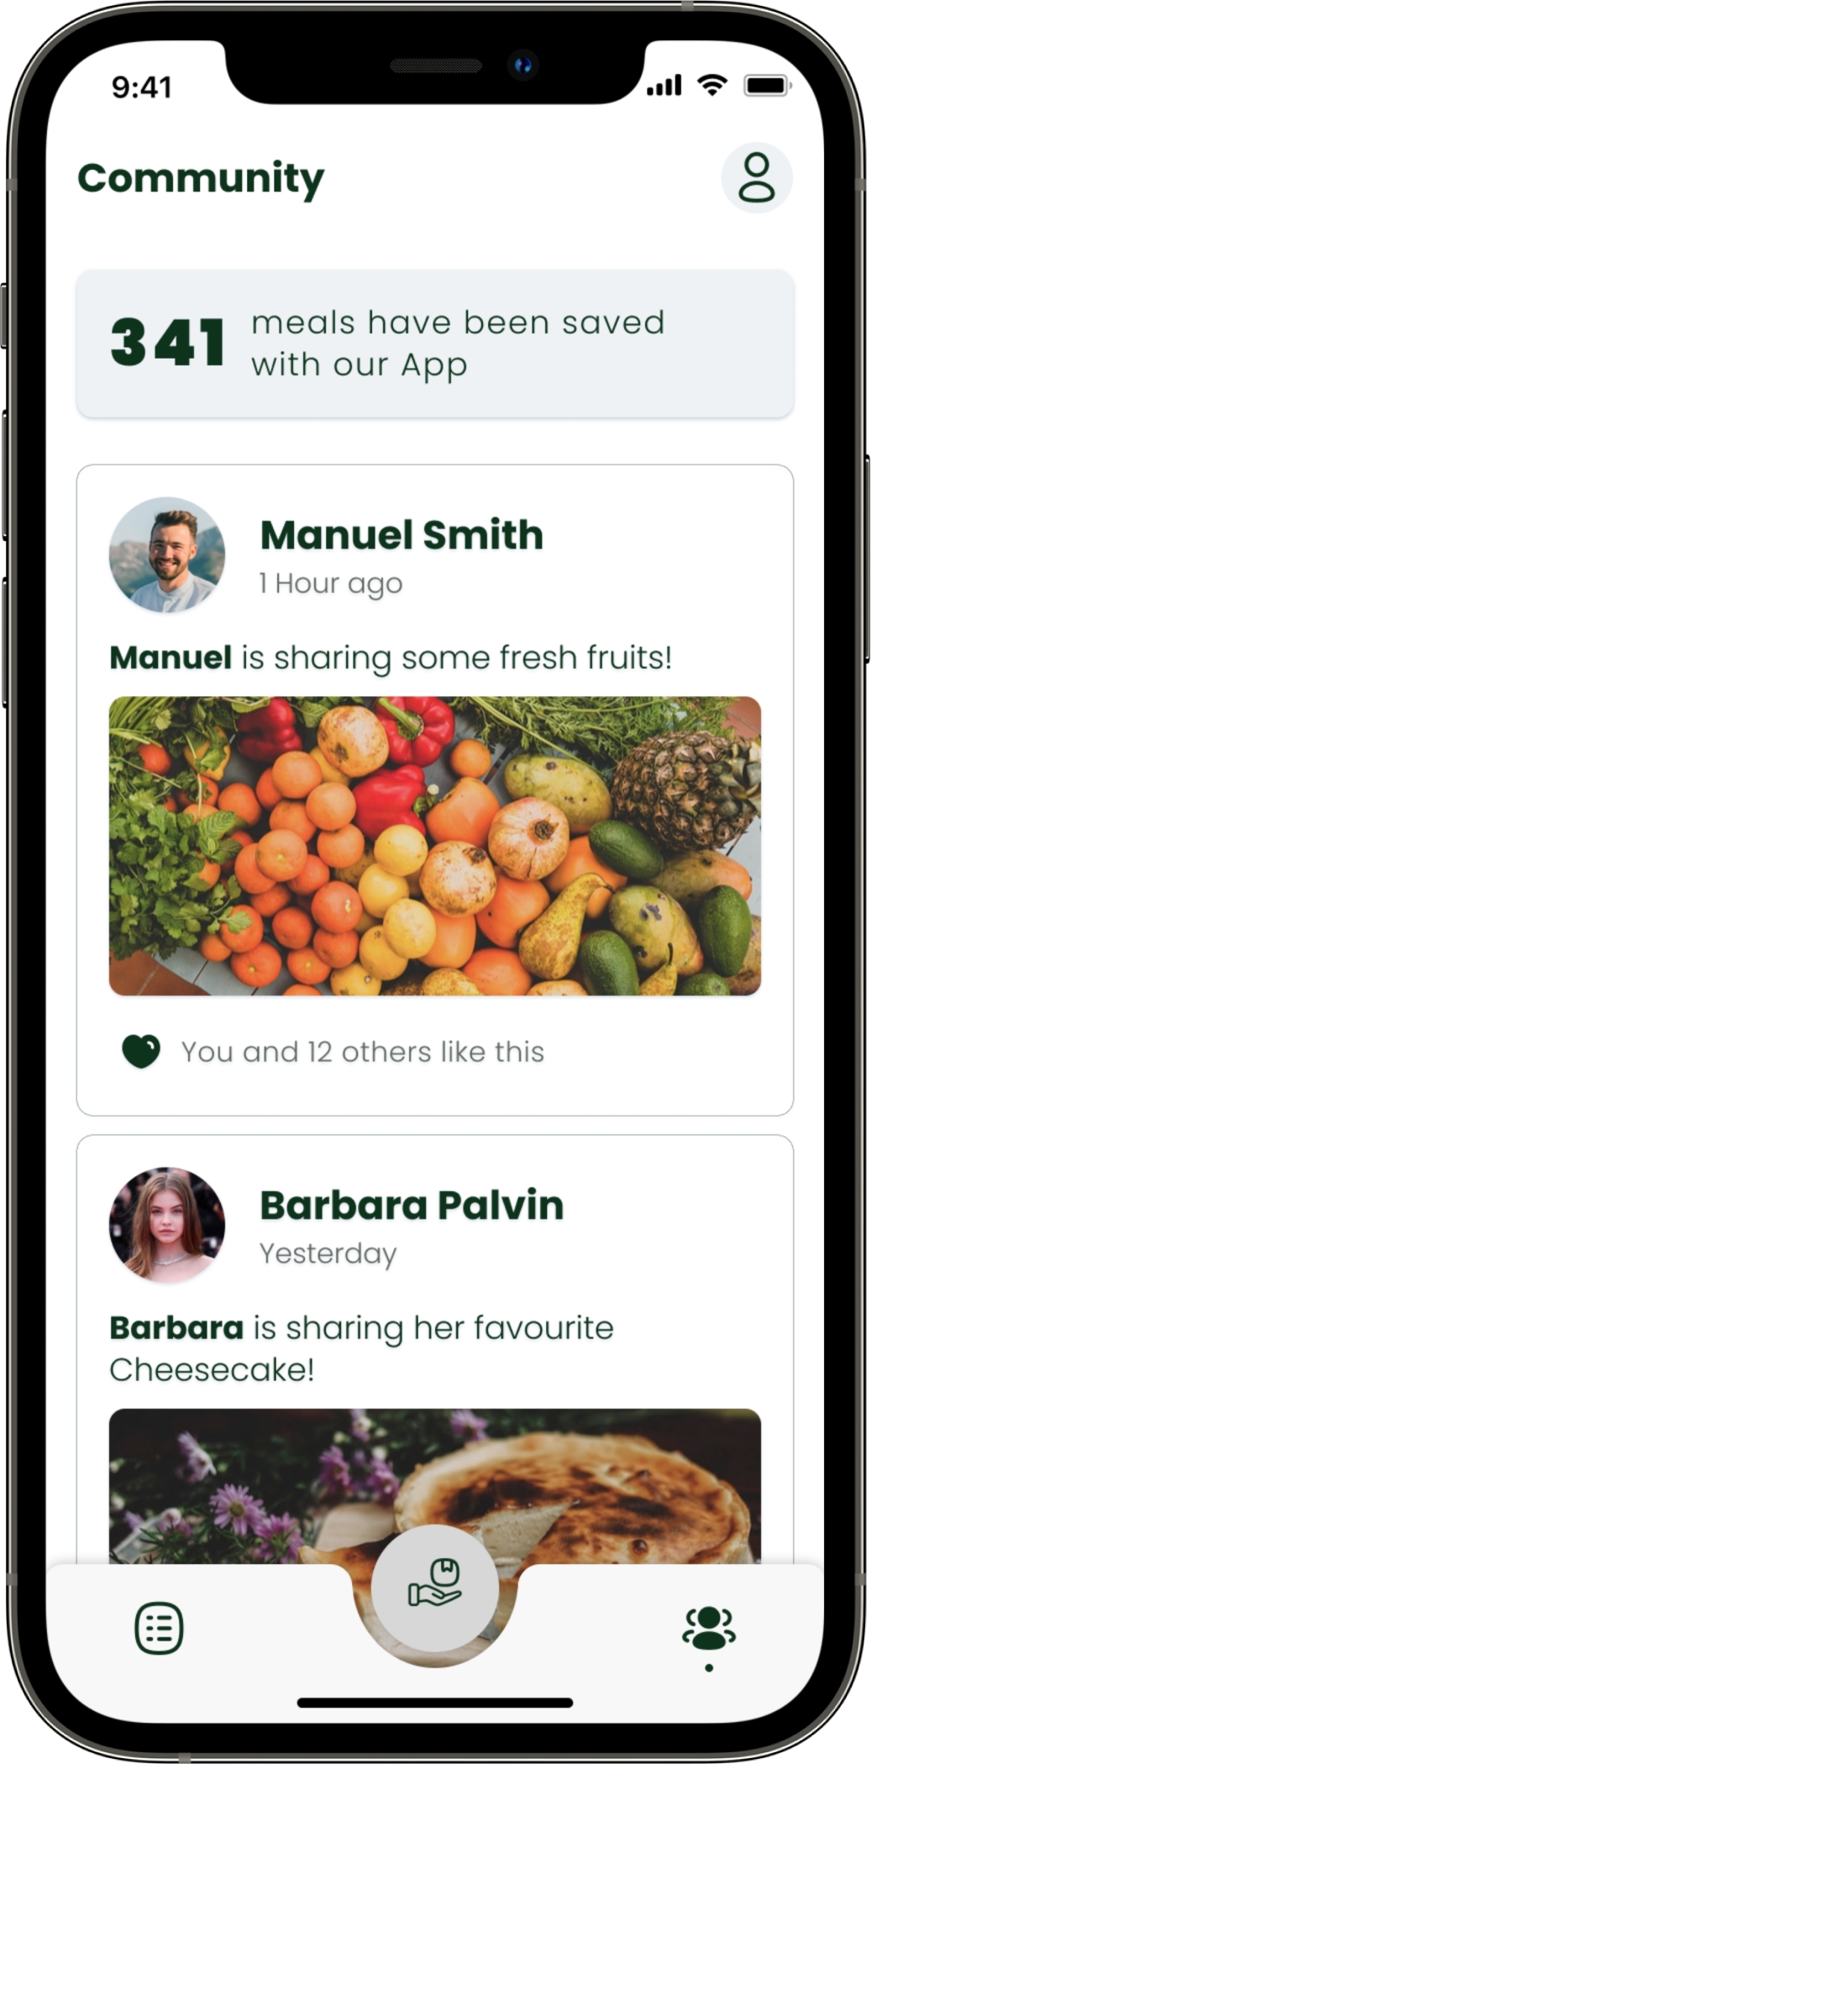 9:41
Community
341
meals have been saved
with our App
Manuel Smith
1 Hour ago
Manuel is sharing some fresh fruits!
You and 12 others like this
Barbara Palvin
Yesterday
Barbara is sharing her favourite
Cheesecake!